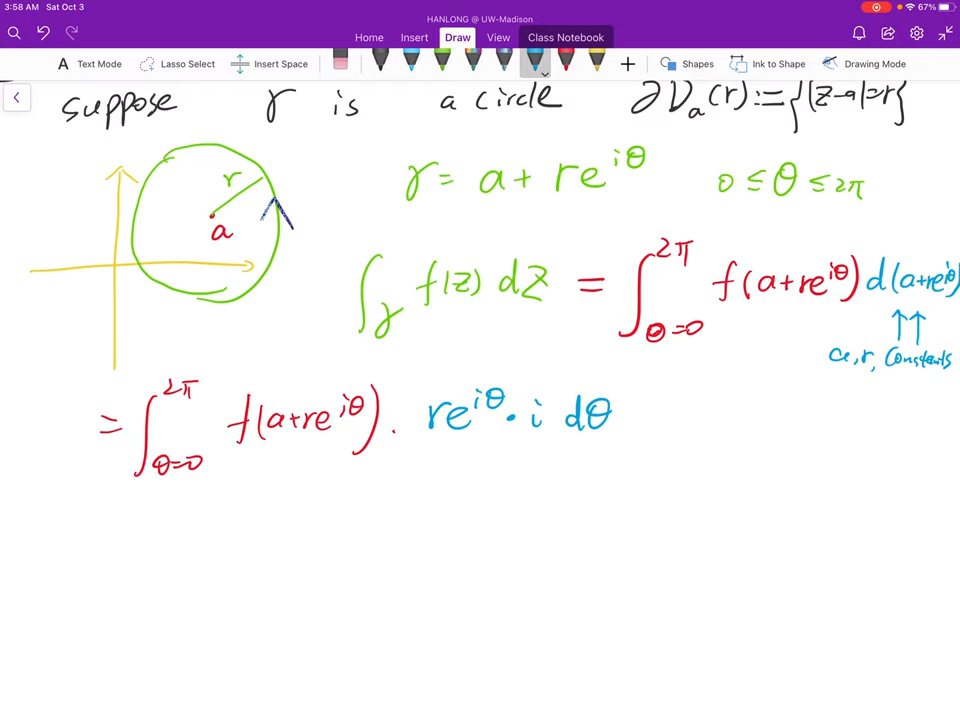 3:58 AM Sat Oct 3
67%
HANLONG @ UW-Madison
Home Insert Draw View Class Notebook
A Text Mode Lasso Select Insert Space Shapes Ink to Shape Drawing Mode
suppose γ is a circle ∂D_a(r):={|z-a|=r}
r
a
γ= a+ re^{iθ} 0 ≤ θ ≤ 2π
∫_γ f(z) dz = ∫_{θ=0}^{2π} f(a+re^{iθ}) d(a+re^{iθ})
a, r, constants
= ∫_{θ=0}^{2π} f(a+re^{iθ}). re^{iθ}·i dθ